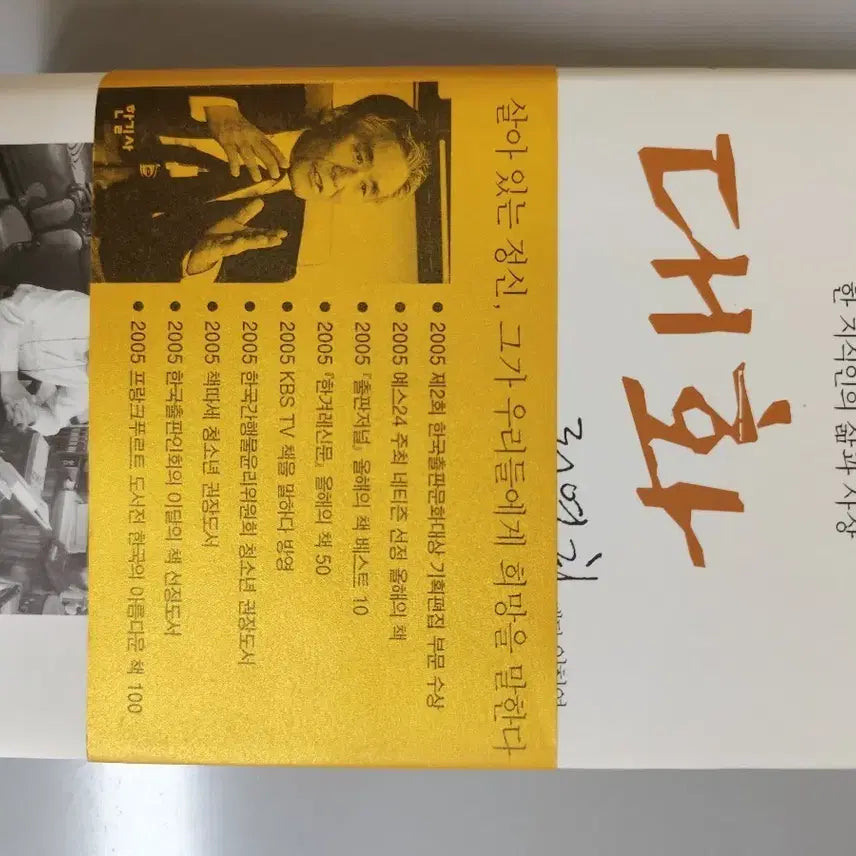 한 지식인의 삶과 사상
대화
리영희
대담 임헌영
살아 있는 정신, 그가 우리들에게 희망을 말한다
● 2005 제2회 한국출판문화대상 기획편집 부문 수상
● 2005 예스24 주최 네티즌 선정 올해의 책
● 2005 『출판저널』 올해의 책 베스트 10
● 2005 『한겨레신문』 올해의 책 50
● 2005 KBS TV 책을 말하다 방영
● 2005 한국간행물윤리위원회 청소년 권장도서
● 2005 책따세 청소년 권장도서
● 2005 한국출판인회의 이달의 책 선정도서
● 2005 프랑크푸르트 도서전 한국의 아름다운 책 100
한길사